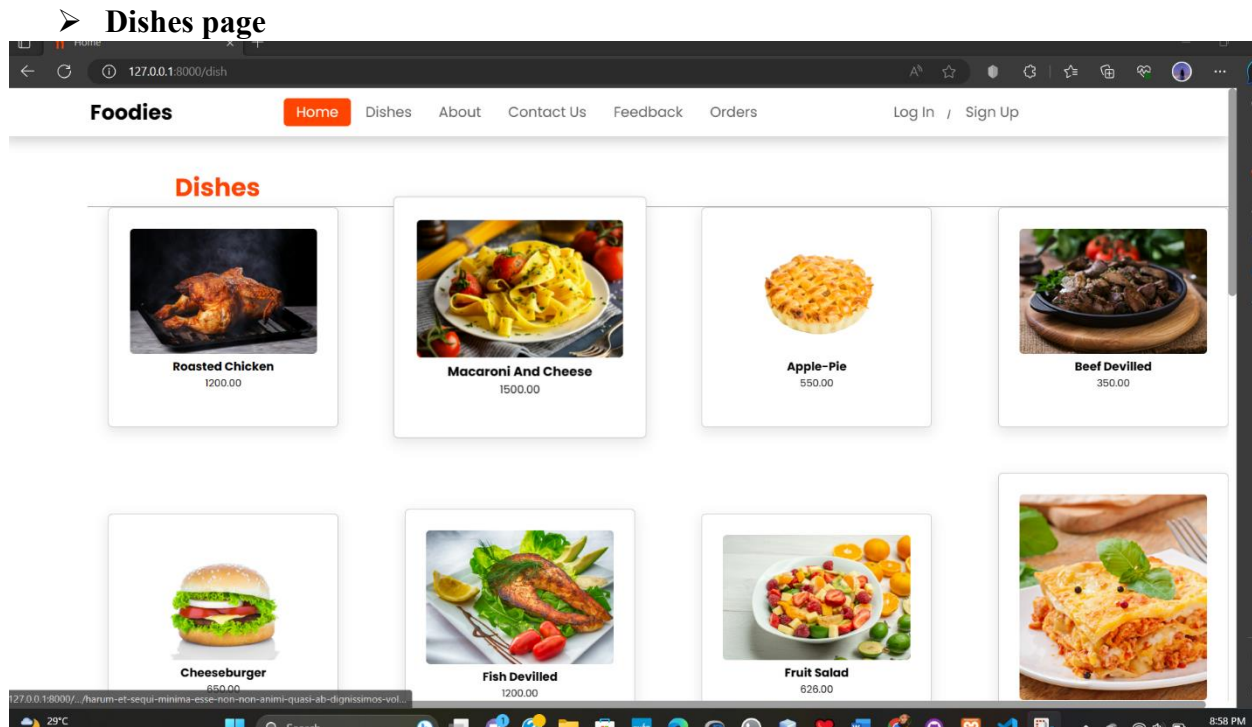 ➢ Dishes page
Home
127.0.0.1:8000/dish
Foodies Home Dishes About Contact Us Feedback Orders Log In / Sign Up
Dishes
Roasted Chicken
1200.00
Macaroni And Cheese
1500.00
Apple-Pie
550.00
Beef Devilled
350.00
Cheeseburger
650.00
Fish Devilled
1200.00
Fruit Salad
626.00
127.0.0.1:8000/.../harum-et-sequi-minima-esse-non-non-animi-quasi-ab-dignissimos-vol...
29°C Search 8:58 PM